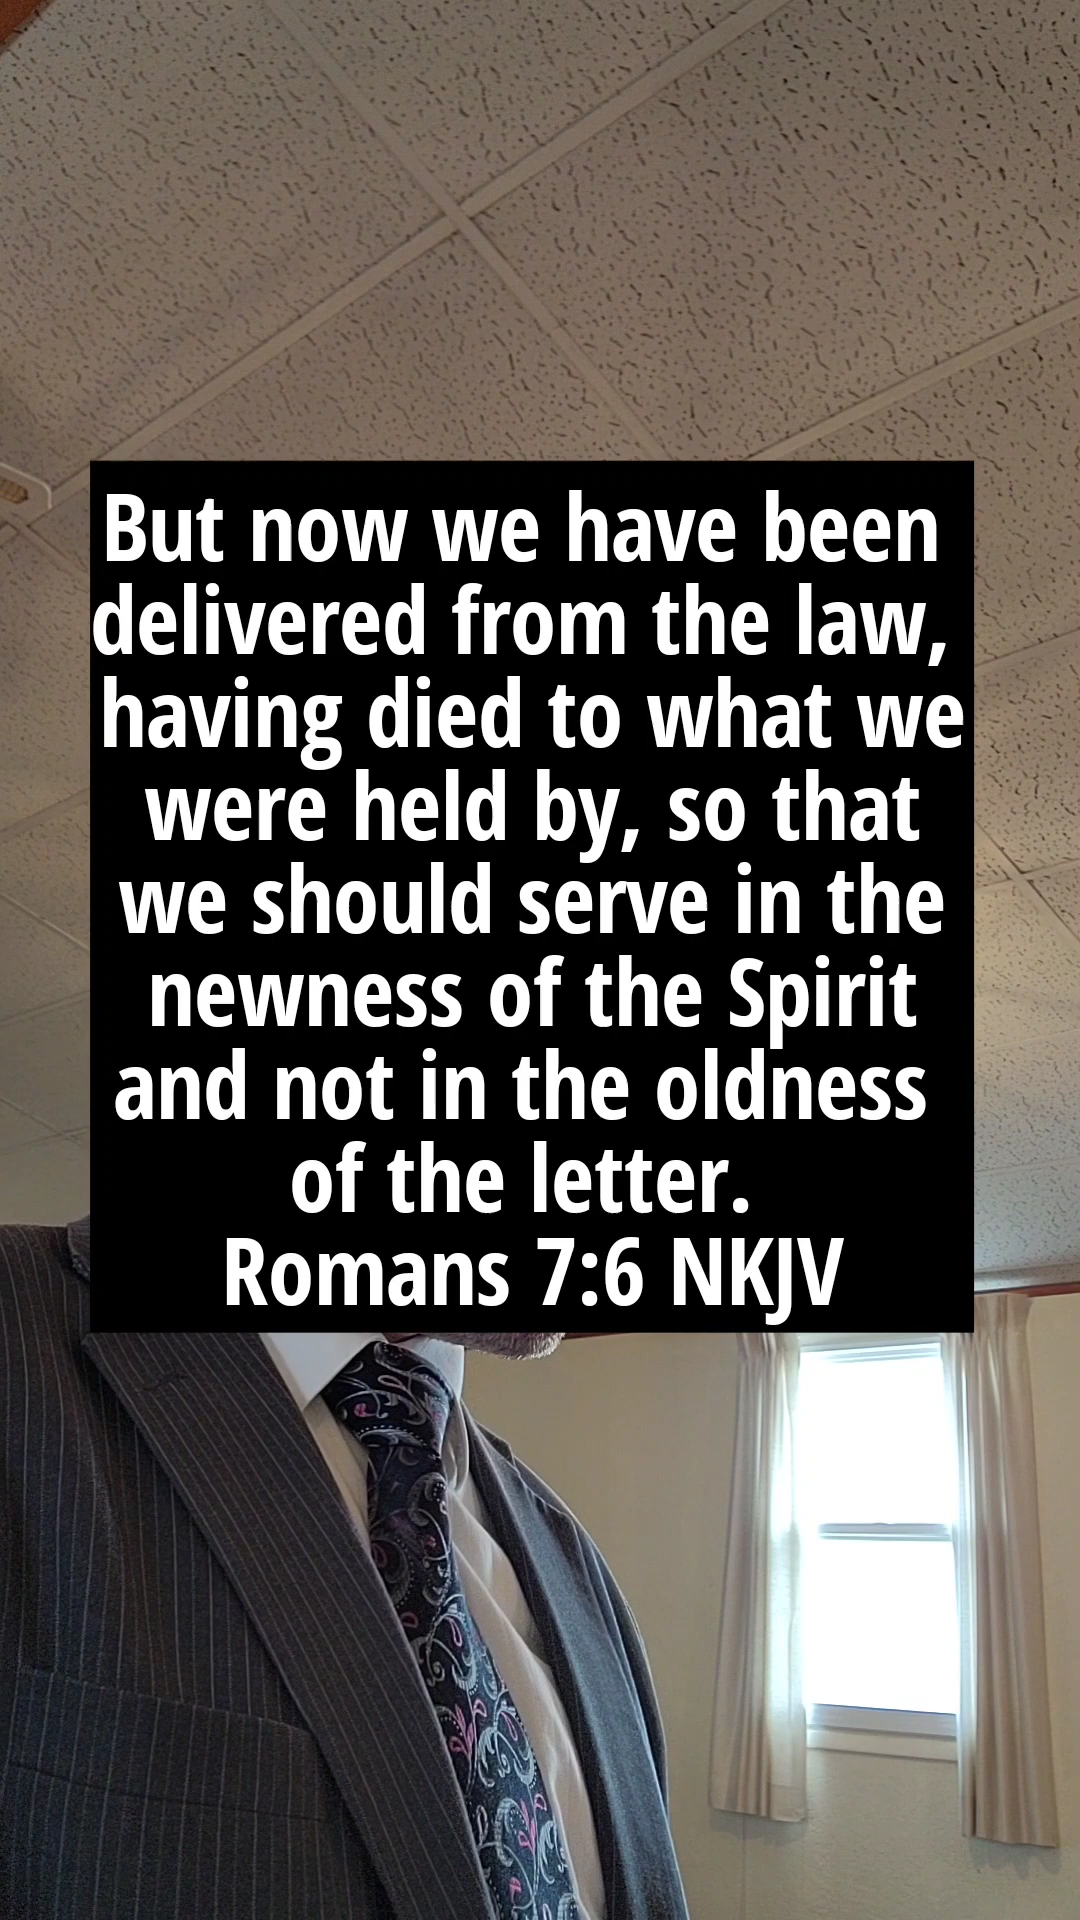 But now we have been
delivered from the law,
having died to what we
were held by, so that
we should serve in the
newness of the Spirit
and not in the oldness
of the letter.
Romans 7:6 NKJV